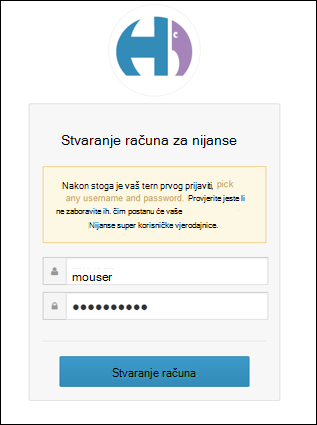 Stvaranje računa za nijanse
Nakon stoga je vaš tern prvog prijaviti, pick
any username and password. Provjerite jeste li
ne zaboravite ih. čim postanu će vaše
Nijanse super korisničke vjerodajnice.
mouser
●●●●●●●●●●
Stvaranje računa